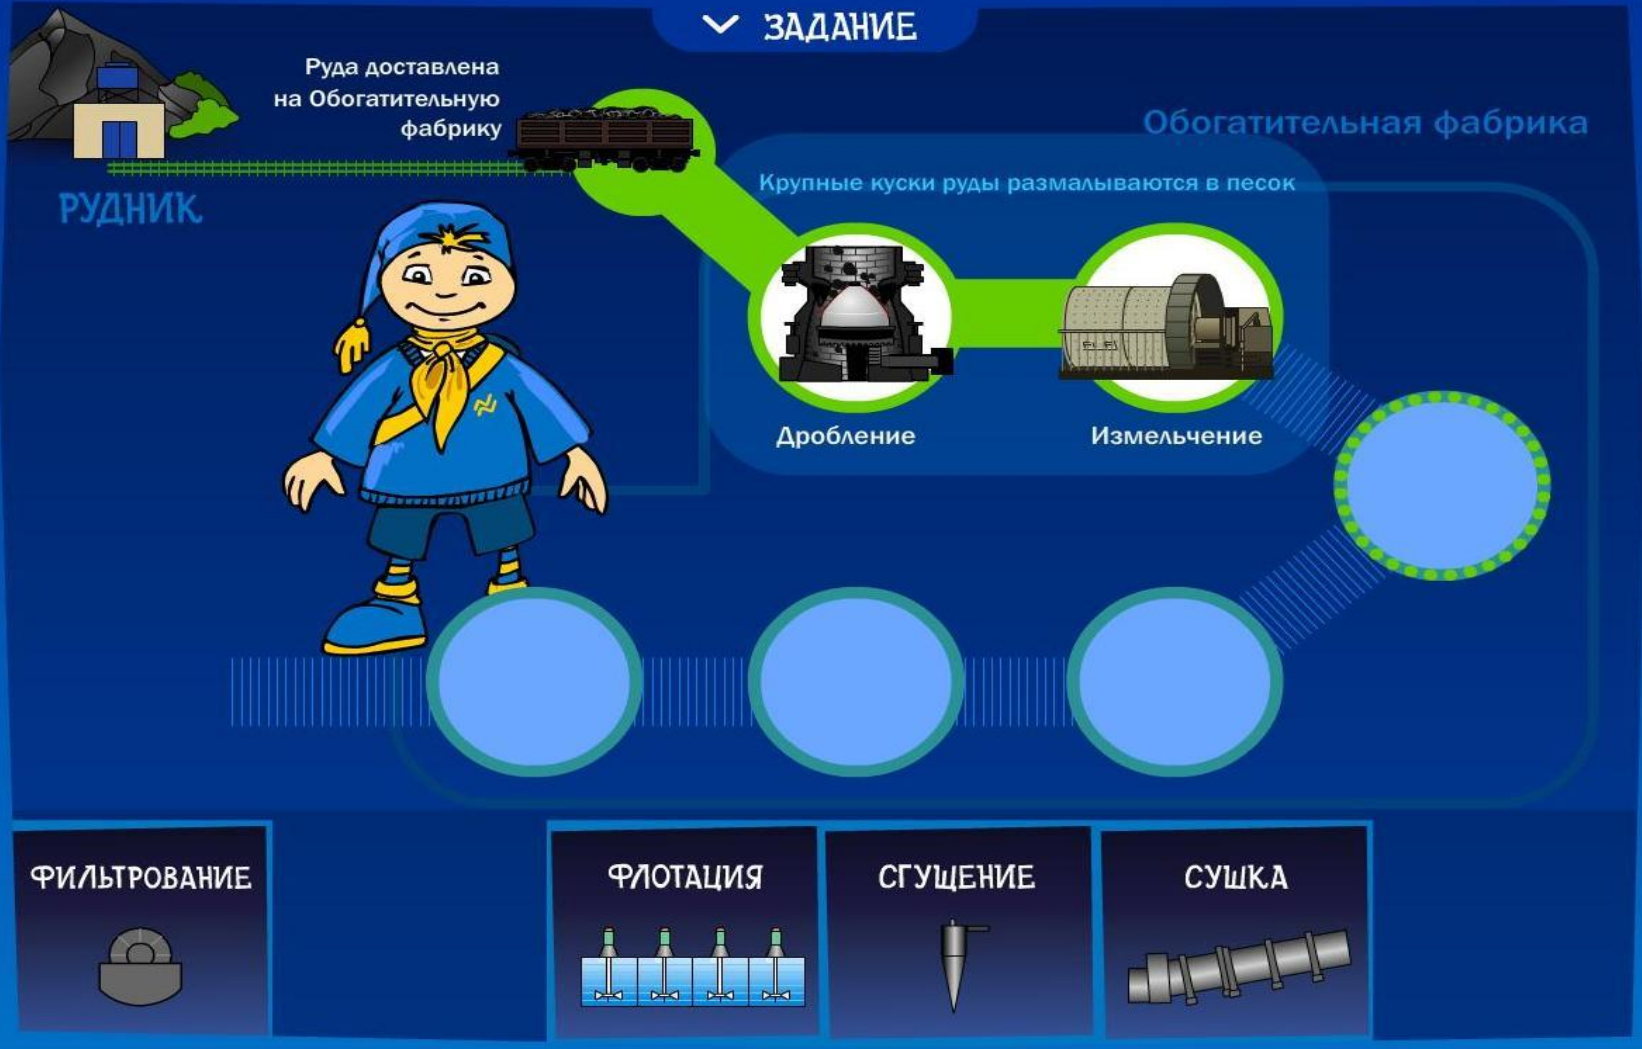 ЗАДАНИЕ
Руда доставлена
на Обогатительную
фабрику
Обогатительная фабрика
Крупные куски руды размалываются в песок
РУДНИК
Дробление
Измельчение
ФИЛЬТРОВАНИЕ
ФЛОТАЦИЯ
СГУЩЕНИЕ
СУШКА